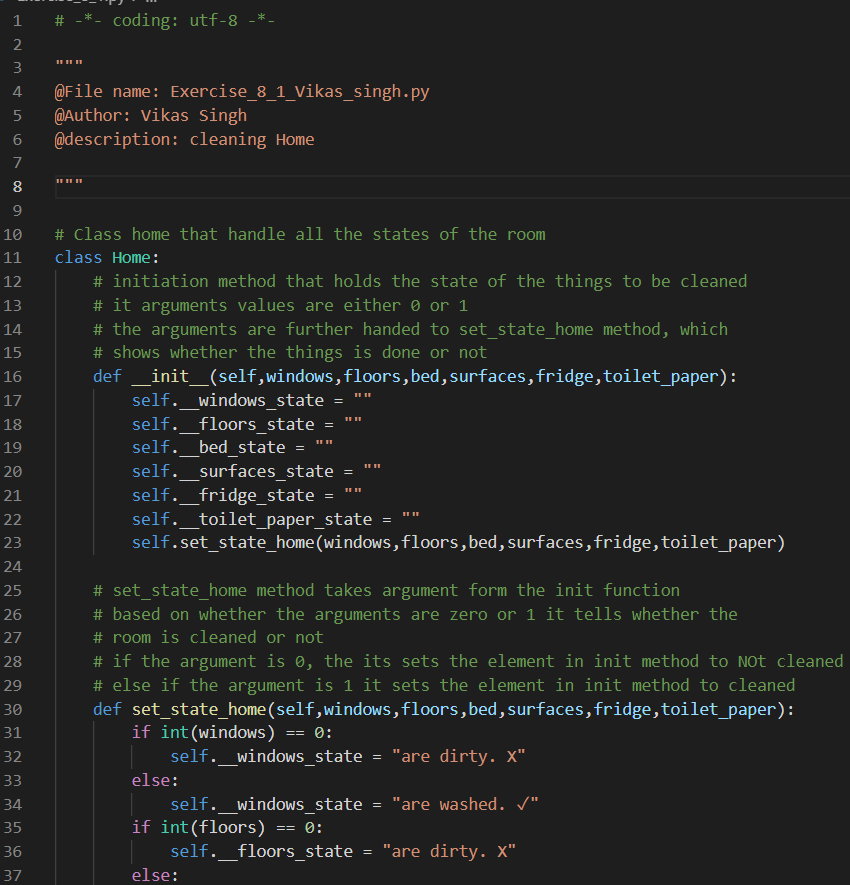 1 # -*- coding: utf-8 -*-
2
3 """
4 @File name: Exercise_8_1_Vikas_singh.py
5 @Author: Vikas Singh
6 @description: cleaning Home
7
8 """
9
10 # Class home that handle all the states of the room
11 class Home:
12     # initiation method that holds the state of the things to be cleaned
13     # it arguments values are either 0 or 1
14     # the arguments are further handed to set_state_home method, which
15     # shows whether the things is done or not
16     def __init__(self,windows,floors,bed,surfaces,fridge,toilet_paper):
17         self.__windows_state = ""
18         self.__floors_state = ""
19         self.__bed_state = ""
20         self.__surfaces_state = ""
21         self.__fridge_state = ""
22         self.__toilet_paper_state = ""
23         self.set_state_home(windows,floors,bed,surfaces,fridge,toilet_paper)
24
25     # set_state_home method takes argument form the init function
26     # based on whether the arguments are zero or 1 it tells whether the
27     # room is cleaned or not
28     # if the argument is 0, the its sets the element in init method to NOt cleaned
29     # else if the argument is 1 it sets the element in init method to cleaned
30     def set_state_home(self,windows,floors,bed,surfaces,fridge,toilet_paper):
31         if int(windows) == 0:
32             self.__windows_state = "are dirty. X"
33         else:
34             self.__windows_state = "are washed. ✓"
35         if int(floors) == 0:
36             self.__floors_state = "are dirty. X"
37         else: